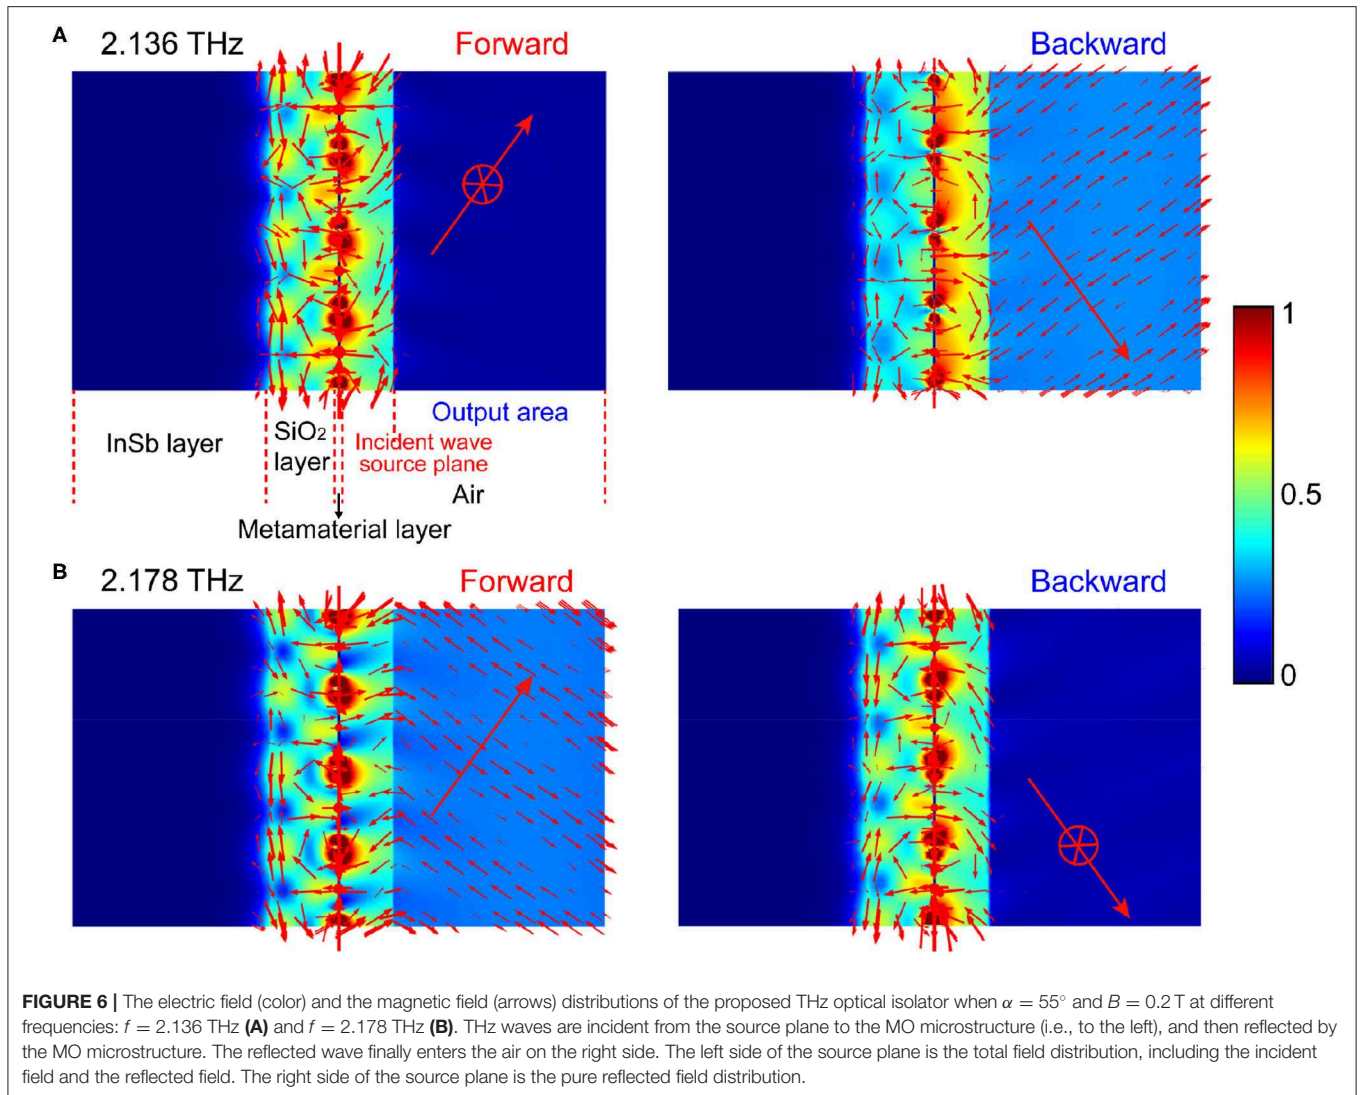 A
2.136 THz
Forward
Backward
Output area
InSb layer
SiO2
layer
Incident wave
source plane
Air
Metamaterial layer
1
0.5
0
B
2.178 THz
Forward
Backward
FIGURE 6 | The electric field (color) and the magnetic field (arrows) distributions of the proposed THz optical isolator when α = 55° and B = 0.2 T at different
frequencies: f = 2.136 THz (A) and f = 2.178 THz (B). THz waves are incident from the source plane to the MO microstructure (i.e., to the left), and then reflected by
the MO microstructure. The reflected wave finally enters the air on the right side. The left side of the source plane is the total field distribution, including the incident
field and the reflected field. The right side of the source plane is the pure reflected field distribution.